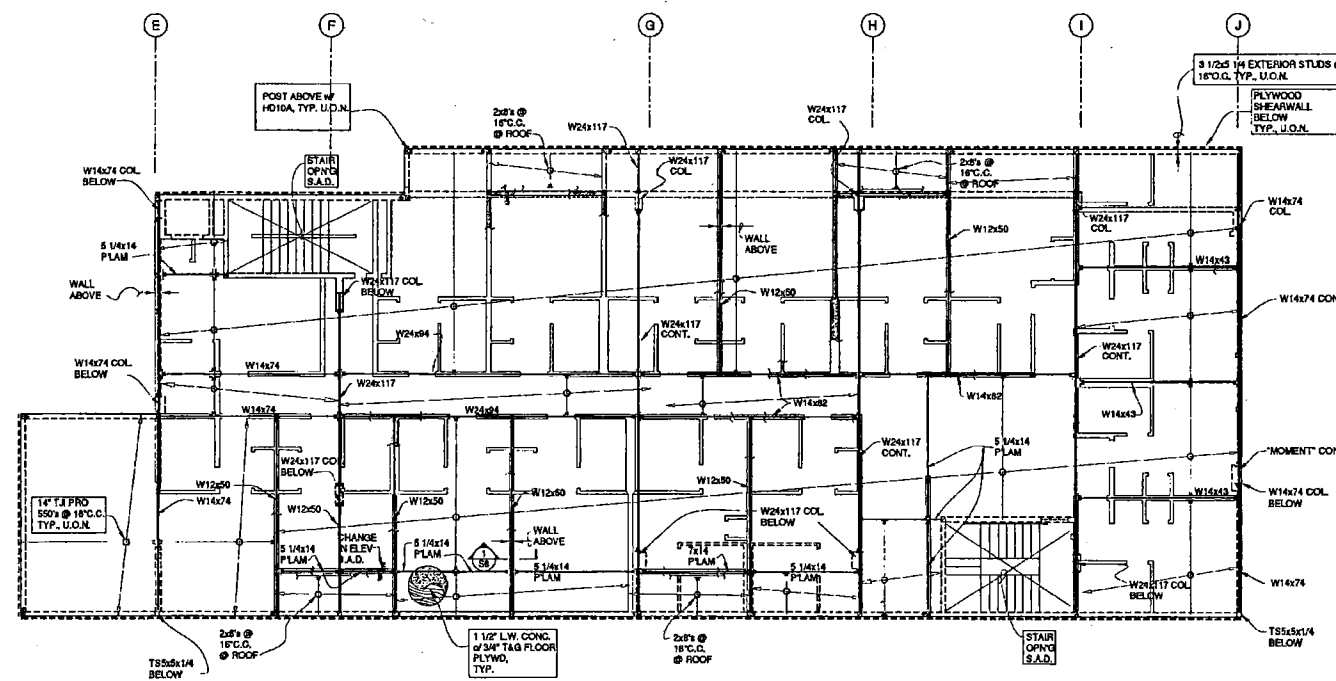 E
F
G
H
I
J
3 1/2x5 1/4 EXTERIOR STUDS
16"O.C. TYP., U.O.N.
PLYWOOD
SHEARWALL
BELOW
TYP., U.O.N.
POST ABOVE w/
HD10A, TYP. U.O.N.
2x8's @
16"C.C.
@ ROOF
W24x117
W24x117
COL.
W24x117
COL.
2x8's @
16"C.C.
@ ROOF
STAIR
OPN'G
S.A.D.
W14x74 COL.
BELOW
W14x74
COL.
W24x117
COL.
5 1/4x14
P'LAM
WALL
ABOVE
W12x50
W14x43
WALL
ABOVE
W24x117 COL.
BELOW
W12x50
W14x74 CON
W24x94
W24x117
CONT.
W24x117
CONT.
W14x74 COL.
BELOW
W14x74
W24x117
W14x82
W14x82
W14x43
W14x74
W24x94
W24x117
CONT.
5 1/4x14
P'LAM
"MOMENT" CON
W24x117 CO
BELOW
14" TJI PRO
550's @ 16"C.C.
TYP., U.O.N.
W14x74
W12x50
W12x50
W12x50
W12x50
W12x50
W14x43
W14x74 COL.
BELOW
W24x117 COL.
BELOW
WALL
ABOVE
CHANGE
N ELEV
S.A.D.
5 1/4x14
P'LAM
5 1/4x14
P'LAM
1
S6
5 1/4x14
P'LAM
7x14
P'LAM
5 1/4x14
P'LAM
W24x117 COL.
BELOW
W14x74
2x8's @
16"C.C.
@ ROOF
1 1/2" L.W. CONC.
o/ 3/4" T&G FLOOR
PLYWD,
TYP.
2x8's @
16"C.C.
@ ROOF
STAIR
OPN'G
S.A.D.
TS5x5x1/4
BELOW
TS5x5x1/4
BELOW